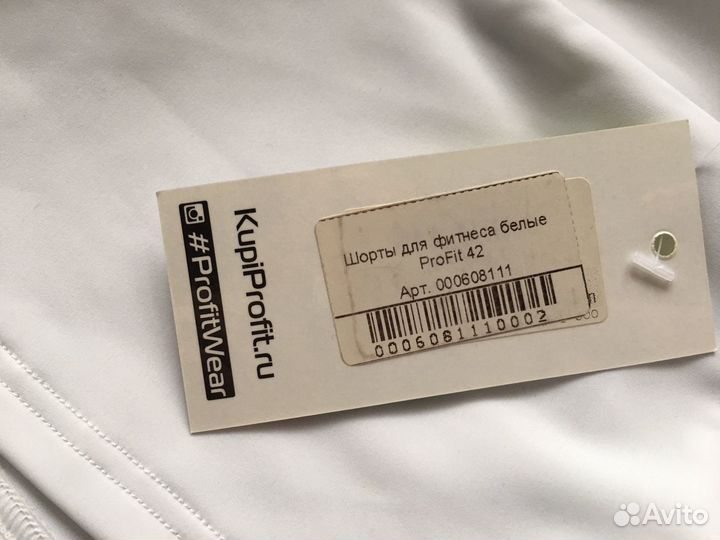 KupiProfit.ru
#ProfitWear
Шорты для фитнеса белые
ProFit 42
Арт. 000608111
0006081110002
Avito